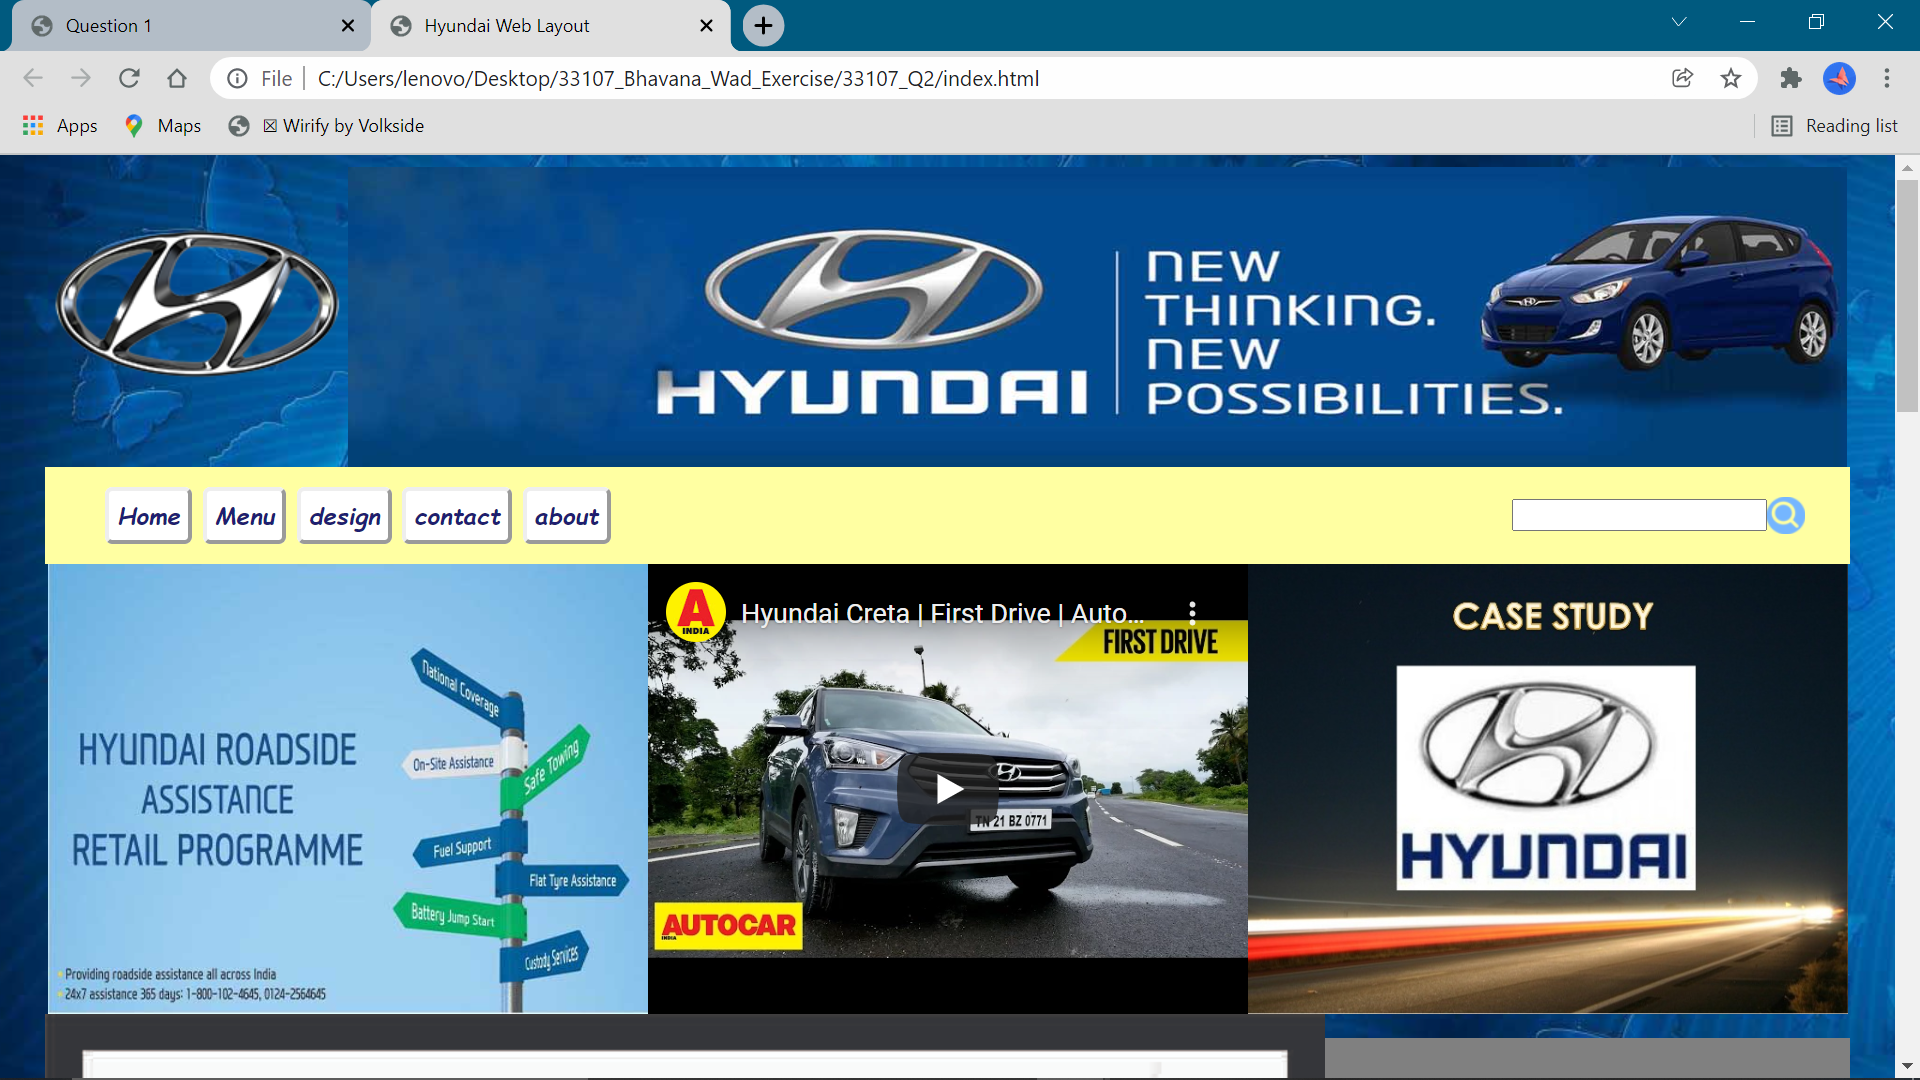 Question 1
Hyundai Web Layout
File
C:/Users/lenovo/Desktop/33107_Bhavana_Wad_Exercise/33107_Q2/index.html
Apps
Maps
Wirify by Volkside
Reading list
HYUNDAI
NEW
THINKING.
NEW
POSSIBILITIES.
Home
Menu
design
contact
about
HYUNDAI ROADSIDE
ASSISTANCE
RETAIL PROGRAMME
National Coverage
On-Site Assistance
Safe Towing
Fuel Support
Flat Tyre Assistance
Battery Jump Start
Custody Services
Providing roadside assistance all across India
24x7 assistance 365 days: 1-800-102-4645, 0124-2564645
A
INDIA
Hyundai Creta | First Drive | Auto...
FIRST DRIVE
TN 21 BZ 0771
AUTOCAR
INDIA
CASE STUDY
HYUNDAI